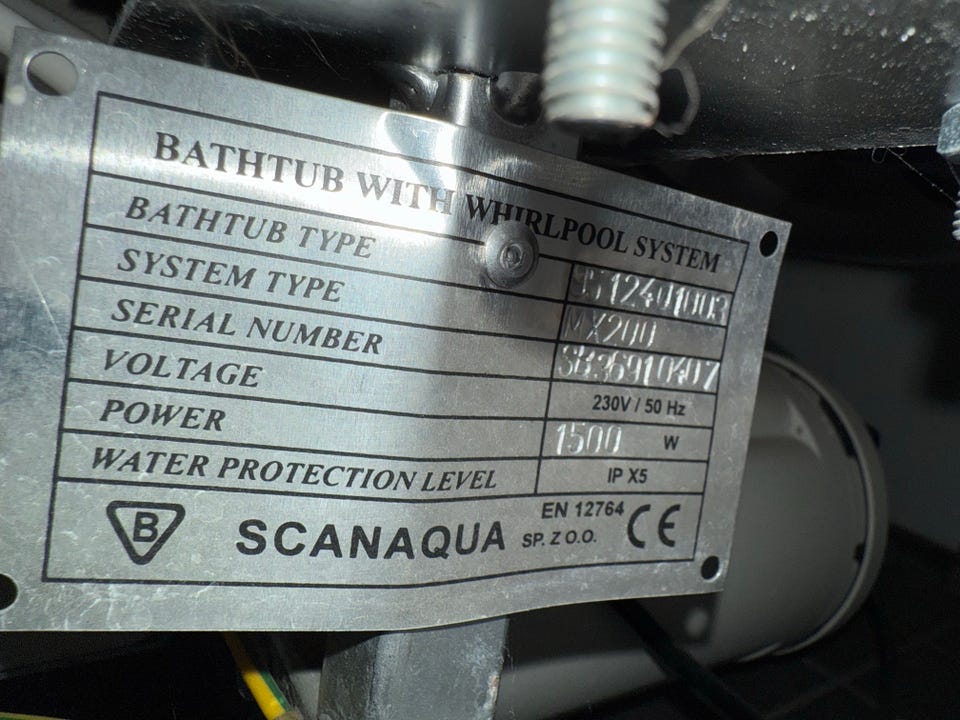 BATHTUB WITH WHIRLPOOL SYSTEM
BATHTUB TYPE
SYSTEM TYPE MX200
SERIAL NUMBER
VOLTAGE 230V / 50 Hz
POWER 1500 W
WATER PROTECTION LEVEL IP X5
B SCANAQUA SP. Z O.O. EN 12764 CE